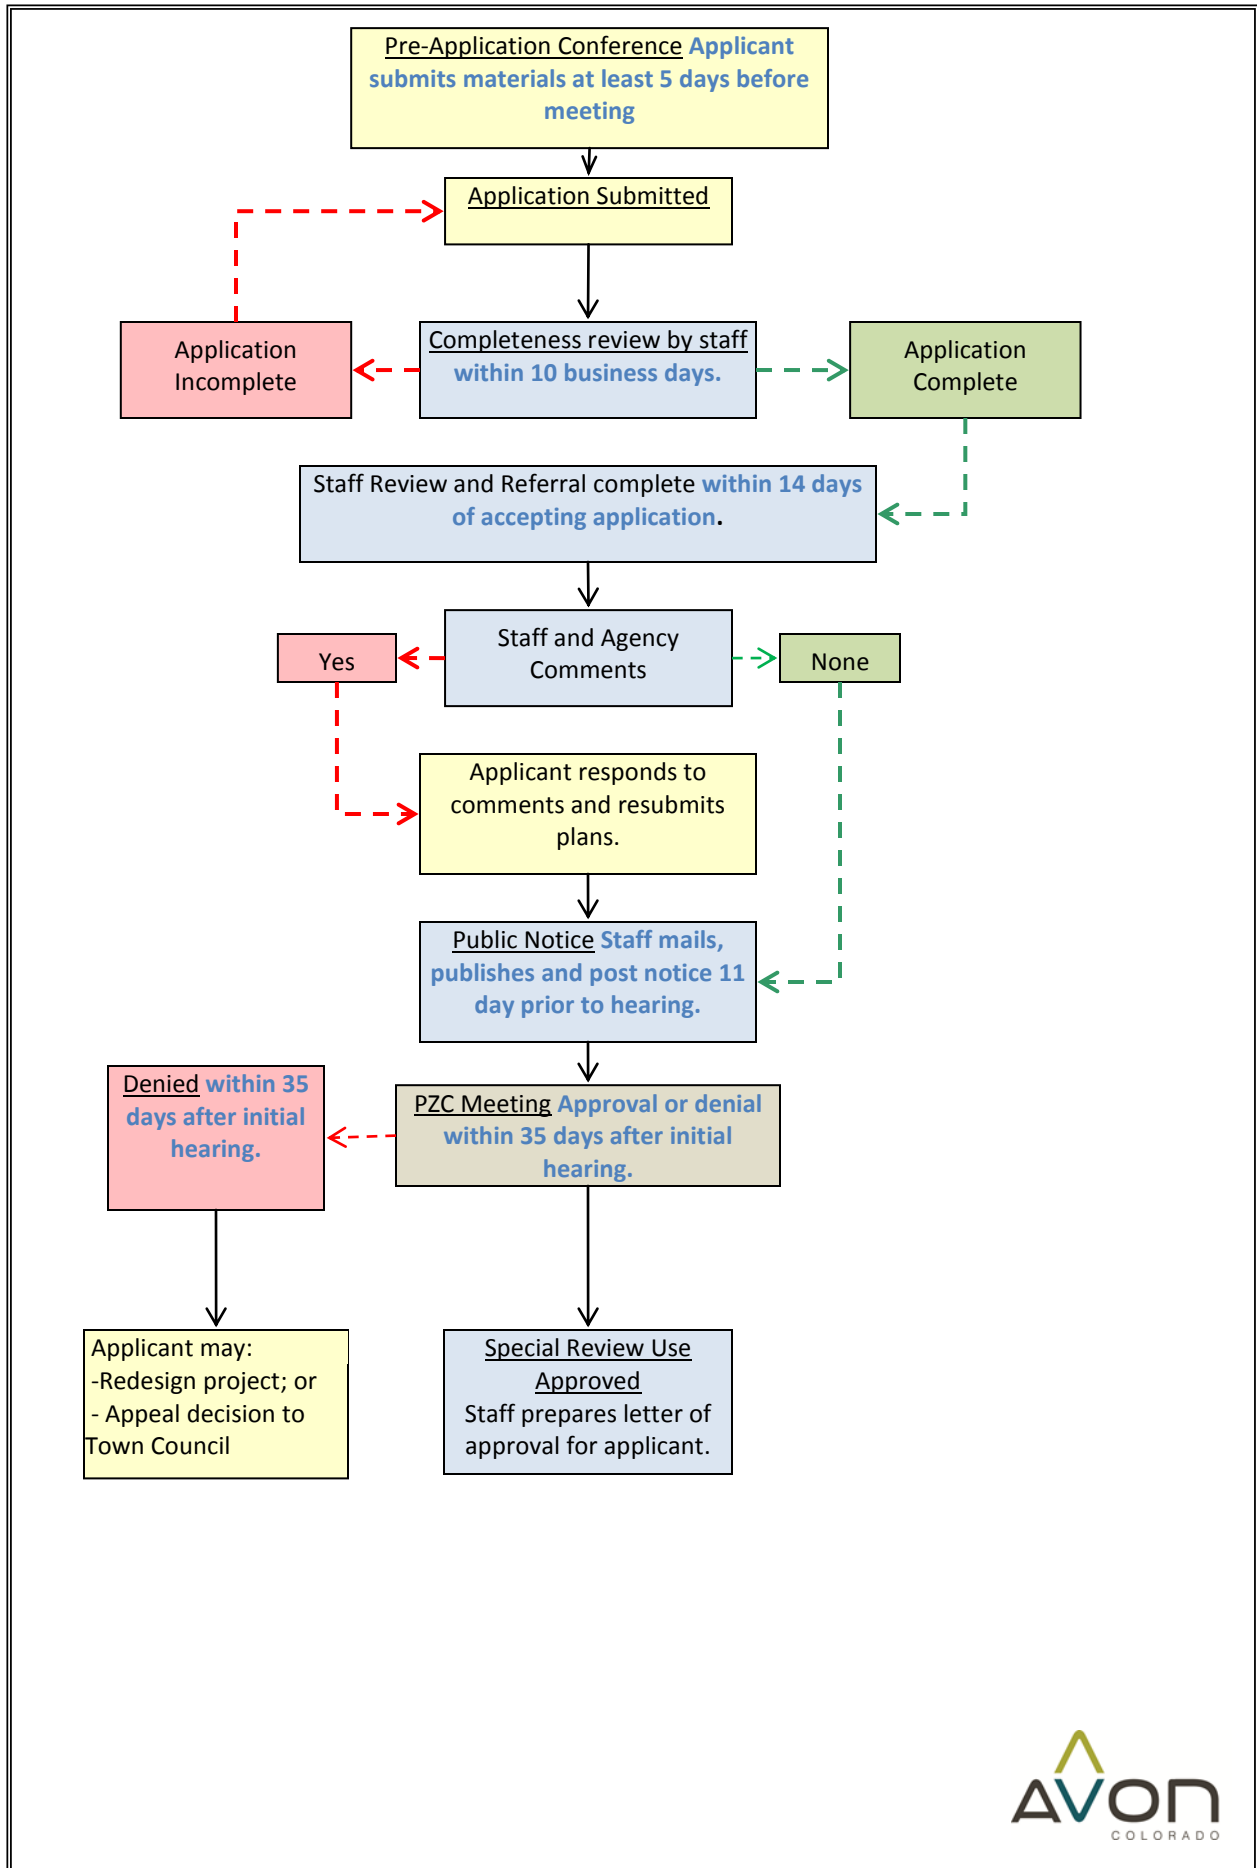 Pre-Application Conference Applicant
submits materials at least 5 days before
meeting
Application Submitted
Application
Incomplete
Completeness review by staff
within 10 business days.
Application
Complete
Staff Review and Referral complete within 14 days
of accepting application.
Yes
Staff and Agency
Comments
None
Applicant responds to
comments and resubmits
plans.
Public Notice Staff mails,
publishes and post notice 11
day prior to hearing.
Denied within 35
days after initial
hearing.
PZC Meeting Approval or denial
within 35 days after initial
hearing.
Applicant may:
-Redesign project; or
- Appeal decision to
Town Council
Special Review Use
Approved
Staff prepares letter of
approval for applicant.
AVON
COLORADO